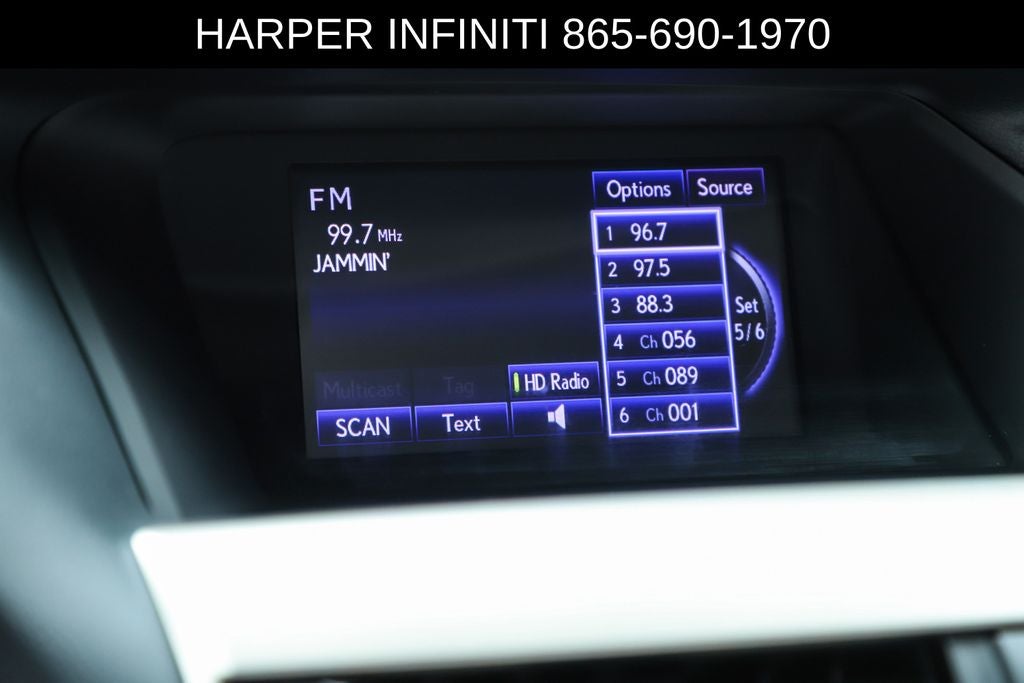 HARPER INFINITI 865-690-1970
FM
99.7 MHz
JAMMIN'
Options
Source
1 96.7
2 97.5
3 88.3
4 Ch 056
5 Ch 089
6 Ch 001
Set
5/6
Multicast
Tag
HD Radio
SCAN
Text